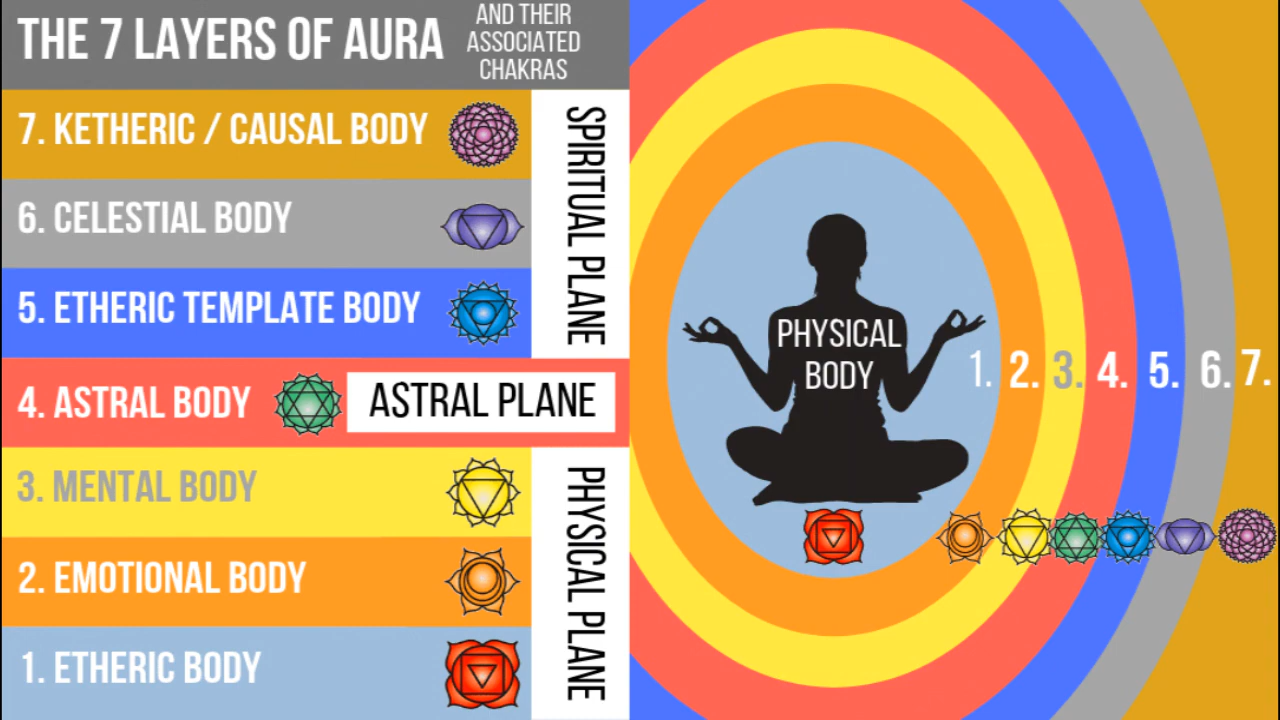 THE 7 LAYERS OF AURA
AND THEIR
ASSOCIATED
CHAKRAS
7. KETHERIC / CAUSAL BODY
6. CELESTIAL BODY
5. ETHERIC TEMPLATE BODY
SPIRITUAL PLANE
4. ASTRAL BODY
ASTRAL PLANE
3. MENTAL BODY
2. EMOTIONAL BODY
1. ETHERIC BODY
PHYSICAL PLANE
PHYSICAL
BODY
1. 2. 3. 4. 5. 6. 7.